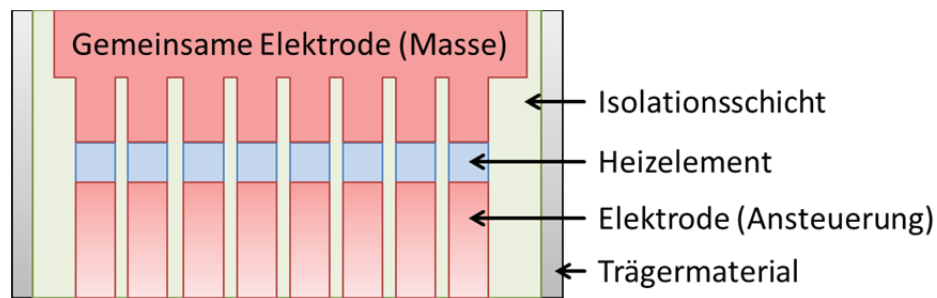 Gemeinsame Elektrode (Masse)
Isolationsschicht
Heizelement
Elektrode (Ansteuerung)
Trägermaterial